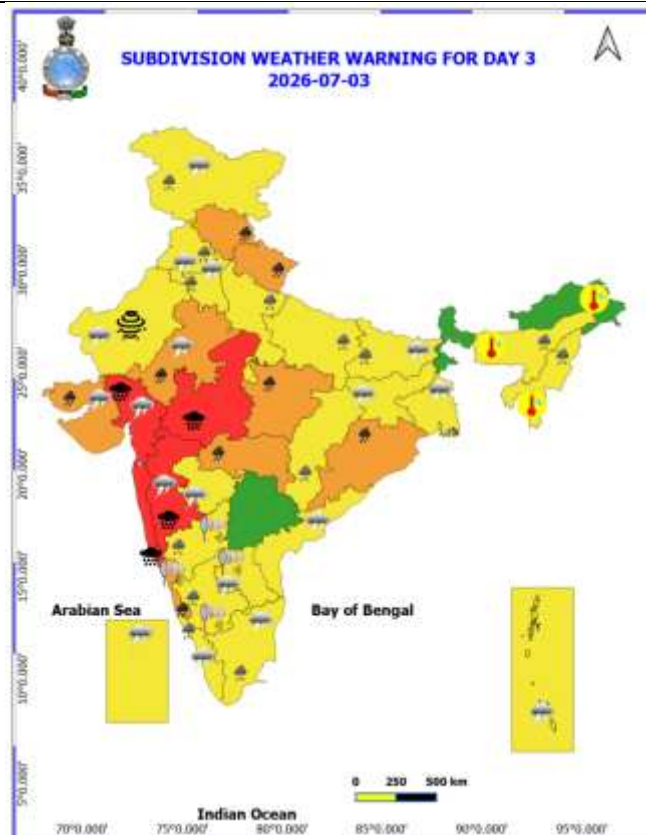 SUBDIVISION WEATHER WARNING FOR DAY 3
2026-07-03
40°0.000'
35°0.000'
30°0.000'
25°0.000'
20°0.000'
15°0.000'
10°0.000'
5°0.000'
Arabian Sea
Bay of Bengal
0 250 500 km
Indian Ocean
70°0.000' 75°0.000' 80°0.000' 85°0.000' 90°0.000' 95°0.000'